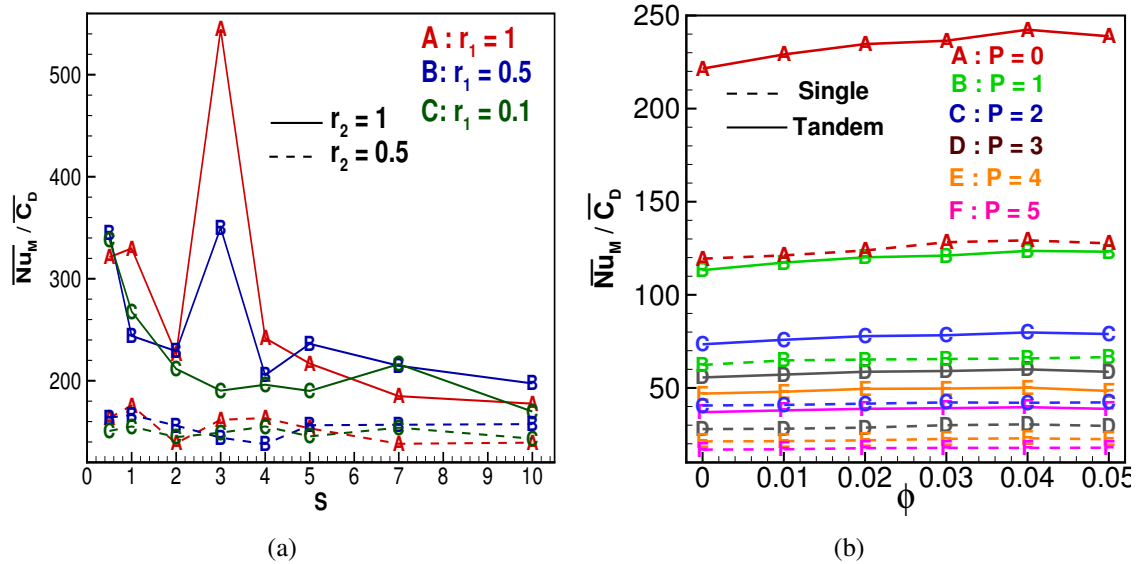 A : r₁ = 1
B: r₁ = 0.5
C: r₁ = 0.1
r₂ = 1
r₂ = 0.5
Nu_M / C_D
200
300
400
500
0 1 2 3 4 5 6 7 8 9 10
S
(a)
A : P = 0
B : P = 1
C : P = 2
D : P = 3
E : P = 4
F : P = 5
Single
Tandem
Nu_M / C_D
50
100
150
200
250
0 0.01 0.02 0.03 0.04 0.05
ϕ
(b)